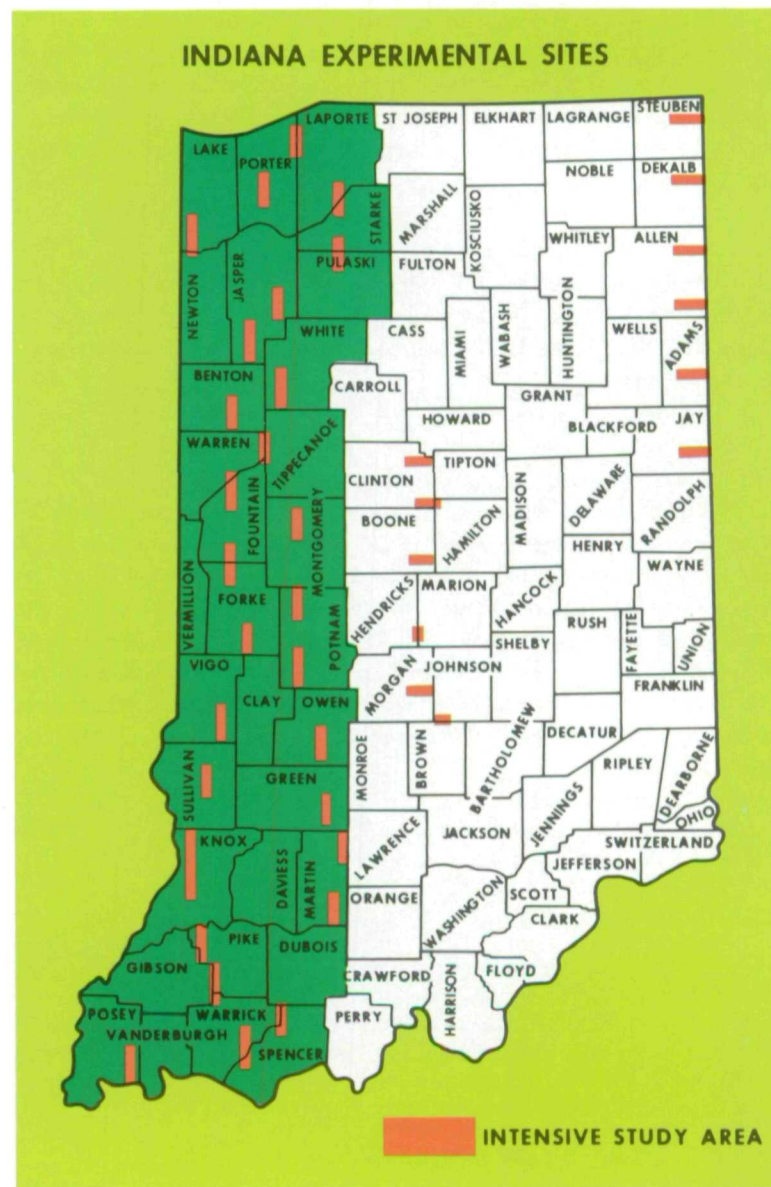 INDIANA EXPERIMENTAL SITES
LAKE
PORTER
LAPORTE
ST JOSEPH
ELKHART
LAGRANGE
STEUBEN
NOBLE
DEKALB
STARKE
MARSHALL
KOSCIUSKO
WHITLEY
ALLEN
NEWTON
JASPER
PULASKI
FULTON
HUNTINGTON
WHITE
CASS
MIAMI
WABASH
WELLS
ADAMS
BENTON
CARROLL
GRANT
HOWARD
BLACKFORD
JAY
WARREN
TIPPECANOE
CLINTON
TIPTON
MADISON
DELAWARE
RANDOLPH
FOUNTAIN
MONTGOMERY
BOONE
HAMILTON
HENRY
WAYNE
VERMILLION
FORKE
PUTNAM
HENDRICKS
MARION
HANCOCK
RUSH
FAYETTE
UNION
SHELBY
VIGO
CLAY
OWEN
MORGAN
JOHNSON
FRANKLIN
DECATUR
SULLIVAN
GREEN
MONROE
BROWN
BARTHOLOMEW
RIPLEY
DEARBORNE
JENNINGS
OHIO
KNOX
DAVIESS
MARTIN
LAWRENCE
JACKSON
SWITZERLAND
JEFFERSON
ORANGE
WASHINGTON
SCOTT
CLARK
GIBSON
PIKE
DUBOIS
CRAWFORD
HARRISON
FLOYD
POSEY
VANDERBURGH
WARRICK
SPENCER
PERRY
INTENSIVE STUDY AREA